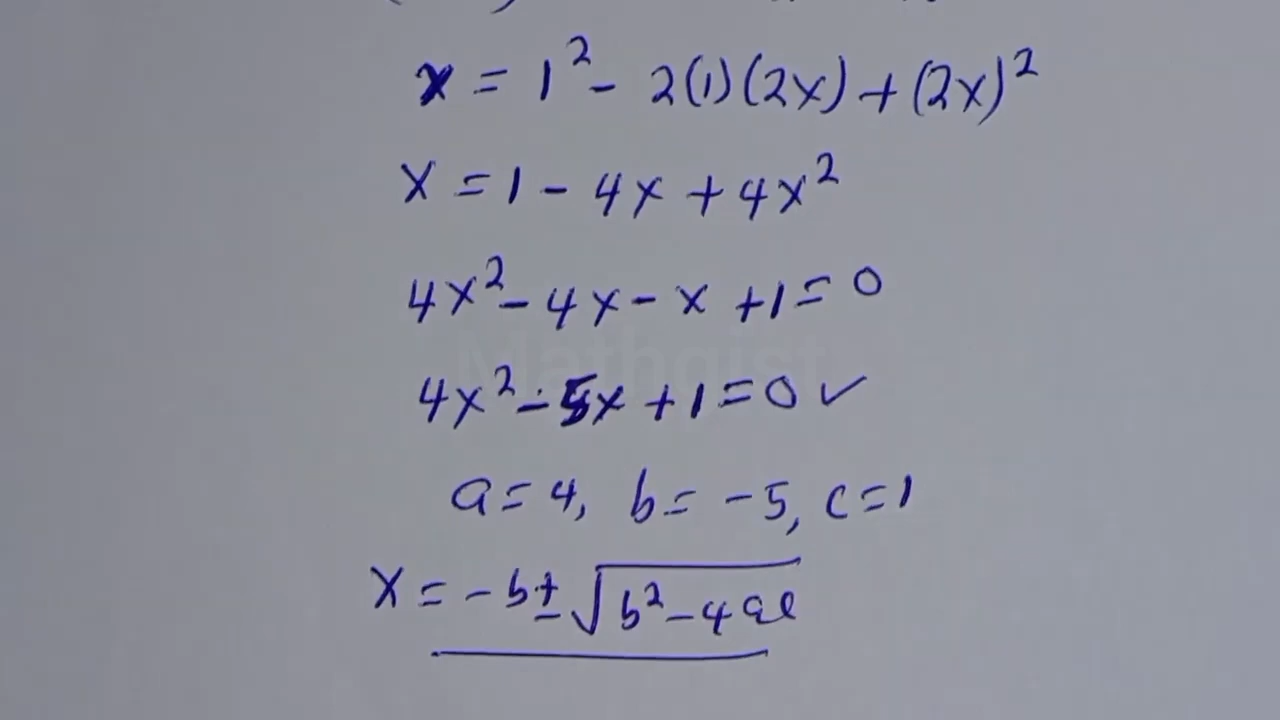 x = 1² - 2(1)(2x) + (2x)²
x = 1 - 4x + 4x²
4x² - 4x - x + 1 = 0
Mathgist
4x² - 5x + 1 = 0 ✓
a = 4, b = -5, c = 1
x = -b ± √b² - 4ac